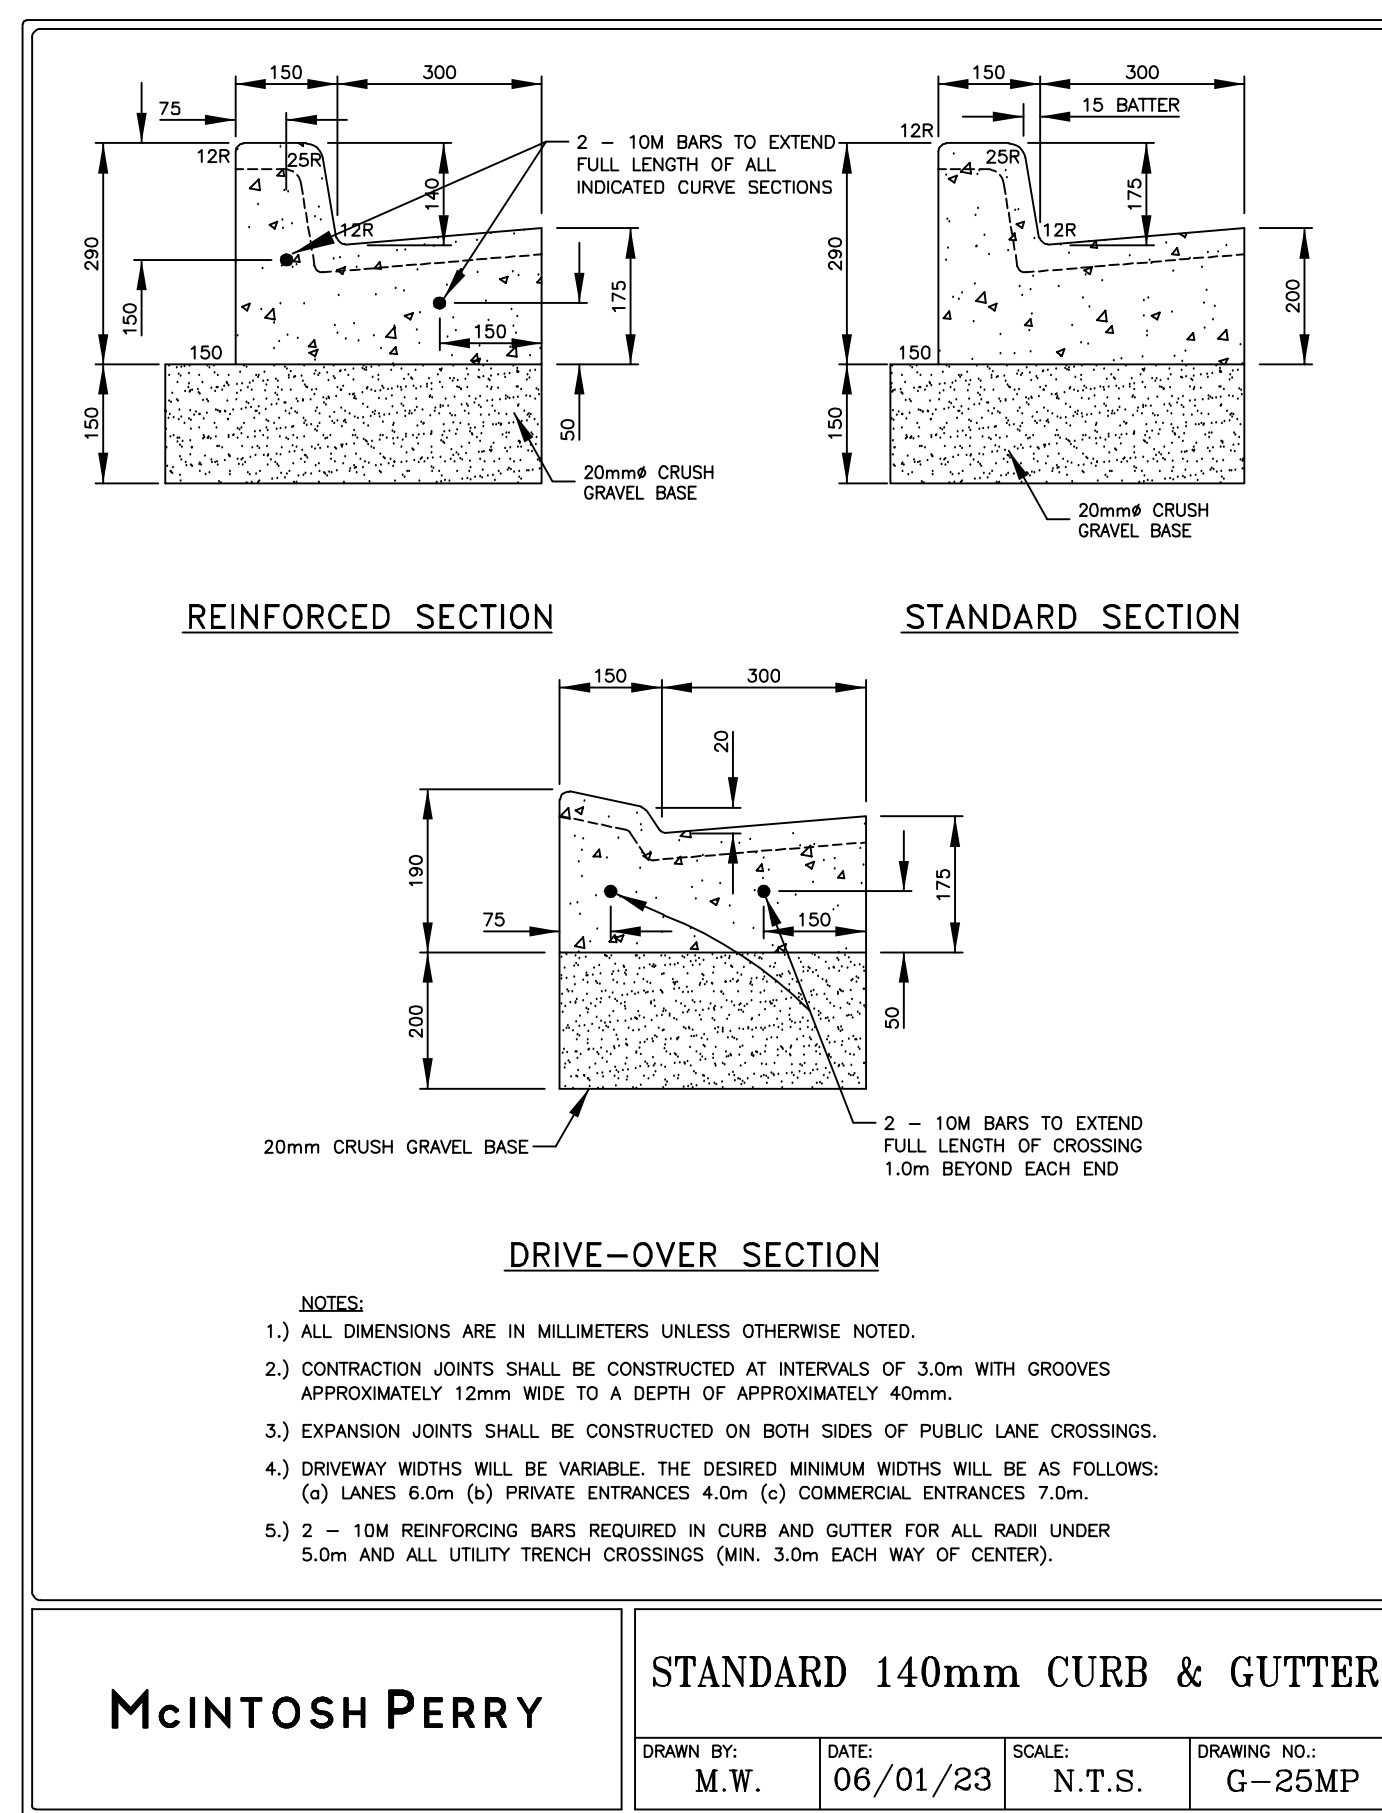 150 300
75
12R 25R
140
2 - 10M BARS TO EXTEND
FULL LENGTH OF ALL
INDICATED CURVE SECTIONS
12R
290
150
175
150
150
150
50
20mmø CRUSH
GRAVEL BASE
REINFORCED SECTION
150 300
15 BATTER
12R
25R
175
12R
290
200
150
150
20mmø CRUSH
GRAVEL BASE
STANDARD SECTION
150 300
20
190
175
75 150
200
50
20mm CRUSH GRAVEL BASE
2 - 10M BARS TO EXTEND
FULL LENGTH OF CROSSING
1.0m BEYOND EACH END
DRIVE-OVER SECTION
NOTES:
1.) ALL DIMENSIONS ARE IN MILLIMETERS UNLESS OTHERWISE NOTED.
2.) CONTRACTION JOINTS SHALL BE CONSTRUCTED AT INTERVALS OF 3.0m WITH GROOVES
APPROXIMATELY 12mm WIDE TO A DEPTH OF APPROXIMATELY 40mm.
3.) EXPANSION JOINTS SHALL BE CONSTRUCTED ON BOTH SIDES OF PUBLIC LANE CROSSINGS.
4.) DRIVEWAY WIDTHS WILL BE VARIABLE. THE DESIRED MINIMUM WIDTHS WILL BE AS FOLLOWS:
(a) LANES 6.0m (b) PRIVATE ENTRANCES 4.0m (c) COMMERCIAL ENTRANCES 7.0m.
5.) 2 - 10M REINFORCING BARS REQUIRED IN CURB AND GUTTER FOR ALL RADII UNDER
5.0m AND ALL UTILITY TRENCH CROSSINGS (MIN. 3.0m EACH WAY OF CENTER).
McINTOSH PERRY
STANDARD 140mm CURB & GUTTER
DRAWN BY: DATE: SCALE: DRAWING NO.:
M.W. 06/01/23 N.T.S. G-25MP